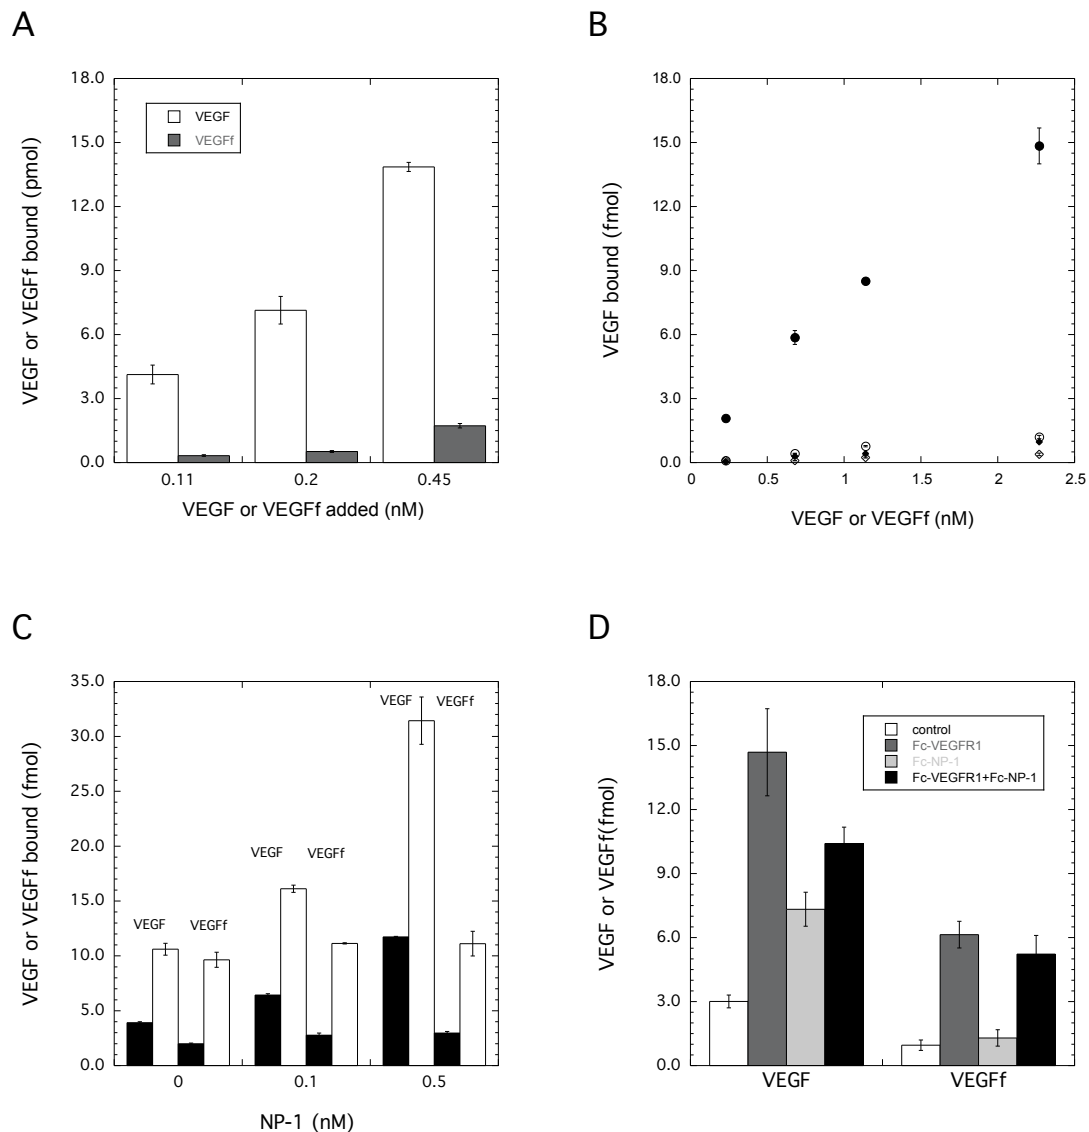 A
VEGF or VEGFf bound (pmol)
18.0
15.0
12.0
9.0
6.0
3.0
0.0
VEGF
VEGFf
0.11 0.2 0.45
VEGF or VEGFf added (nM)
B
VEGF bound (fmol)
18.0
15.0
12.0
9.0
6.0
3.0
0.0
0 0.5 1 1.5 2 2.5
VEGF or VEGFf (nM)
C
VEGF or VEGFf bound (fmol)
35.0
30.0
25.0
20.0
15.0
10.0
5.0
0.0
VEGF VEGFf
VEGF VEGFf
VEGF VEGFf
0 0.1 0.5
NP-1 (nM)
D
VEGF or VEGFf(fmol)
18.0
15.0
12.0
9.0
6.0
3.0
0.0
control
Fc-VEGFR1
Fc-NP-1
Fc-VEGFR1+Fc-NP-1
VEGF VEGFf